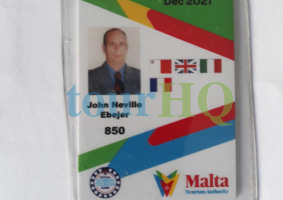 Dec 2021
tourHQ
John Neville
Ebejer
850
Malta
Tourism Authority